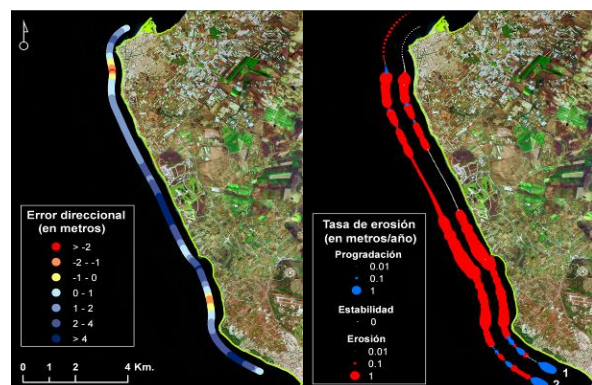 Error direccional
(en metros)
> -2
-2 - -1
-1 - 0
0 - 1
1 - 2
2 - 4
> 4
0 1 2 4 Km.
Tasa de erosión
(en metros/año)
Progradación
0.01
0.1
1
Estabilidad
0
Erosión
0.01
0.1
1
1
2